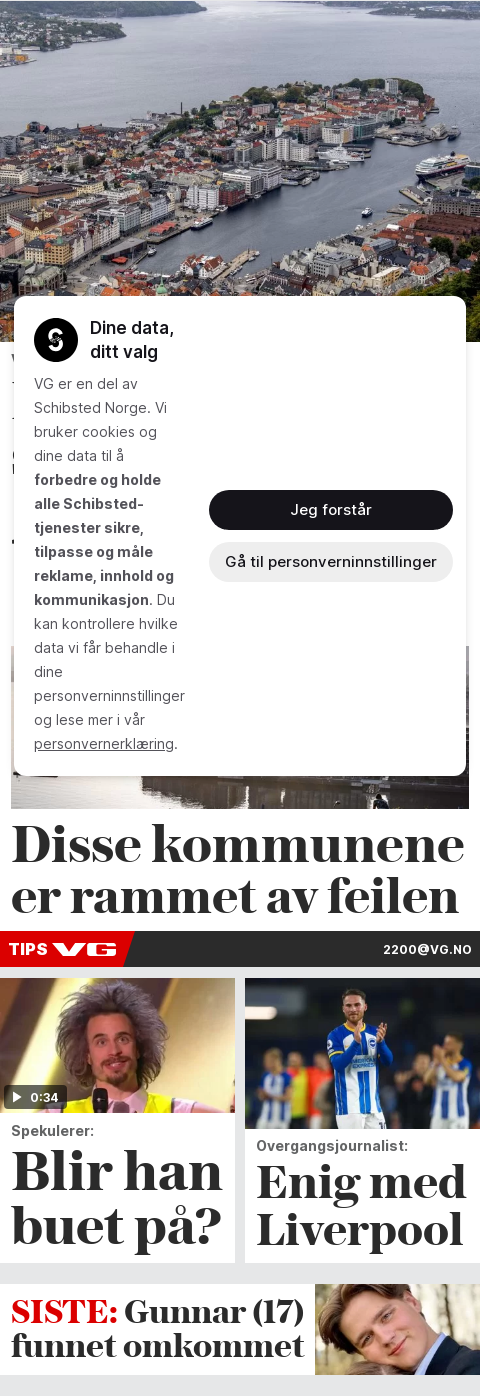 Dine data,
ditt valg
VG er en del av
Schibsted Norge. Vi
bruker cookies og
dine data til å
forbedre og holde
alle Schibsted-
tjenester sikre,
tilpasse og måle
reklame, innhold og
kommunikasjon. Du
kan kontrollere hvilke
data vi får behandle i
dine
personverninnstillinger
og lese mer i vår
personvernerklæring.
Jeg forstår
Gå til personverninnstillinger
Disse kommunene
er rammet av feilen
TIPS VG
2200@VG.NO
0:34
Spekulerer:
Blir han
buet på?
Overgangsjournalist:
Enig med
Liverpool
SISTE: Gunnar (17)
funnet omkommet